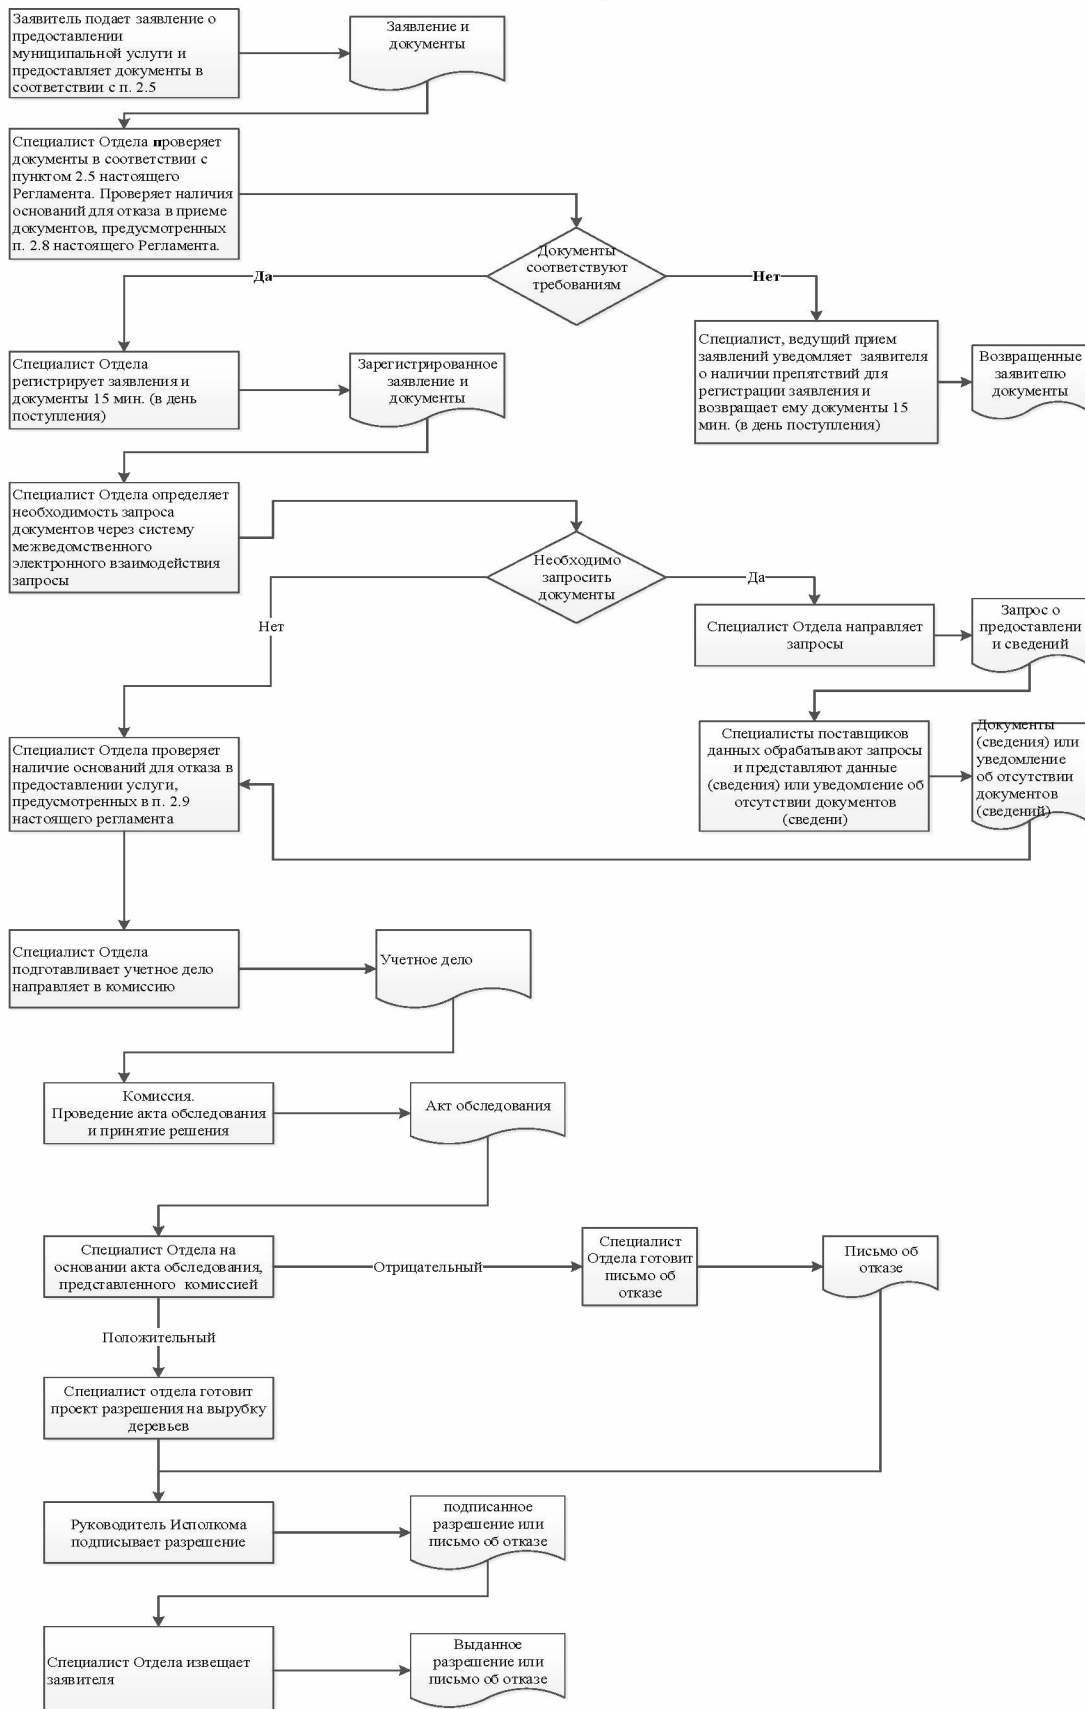 Заявитель подает заявление о
предоставлении
муниципальной услуги и
предоставляет документы в
соответствии с п. 2.5
Заявление и
документы
Специалист Отдела проверяет
документы в соответствии с
пунктом 2.5 настоящего
Регламента. Проверяет наличия
оснований для отказа в приеме
документов, предусмотренных
п. 2.8 настоящего Регламента.
Документы
соответствуют
требованиям
Да
Нет
Специалист Отдела
регистрирует заявления и
документы 15 мин. (в день
поступления)
Зарегистрированное
заявление и
документы
Специалист, ведущий прием
заявлений уведомляет заявителя
о наличии препятствий для
регистрации заявления и
возвращает ему документы 15
мин. (в день поступления)
Возвращенные
заявителю
документы
Специалист Отдела определяет
необходимость запроса
документов через систему
межведомственного
электронного взаимодействия
запросы
Необходимо
запросить
документы
Да
Нет
Специалист Отдела направляет
запросы
Запрос о
предоставлени
и сведений
Специалисты поставщиков
данных обрабатывают запросы
и представляют данные
(сведения) или уведомление об
отсутствии документов
(сведени)
Документы
(сведения) или
уведомление
об отсутствии
документов
(сведений)
Специалист Отдела проверяет
наличие оснований для отказа в
предоставлении услуги,
предусмотренных в п. 2.9
настоящего регламента
Специалист Отдела
подготавливает учетное дело
направляет в комиссию
Учетное дело
Комиссия.
Проведение акта обследования
и принятие решения
Акт обследования
Специалист Отдела на
основании акта обследования,
представленного комиссией
Отрицательный
Специалист
Отдела готовит
письмо об
отказе
Письмо об
отказе
Положительный
Специалист отдела готовит
проект разрешения на вырубку
деревьев
Руководитель Исполкома
подписывает разрешение
подписанное
разрешение или
письмо об отказе
Специалист Отдела извещает
заявителя
Выданное
разрешение или
письмо об отказе